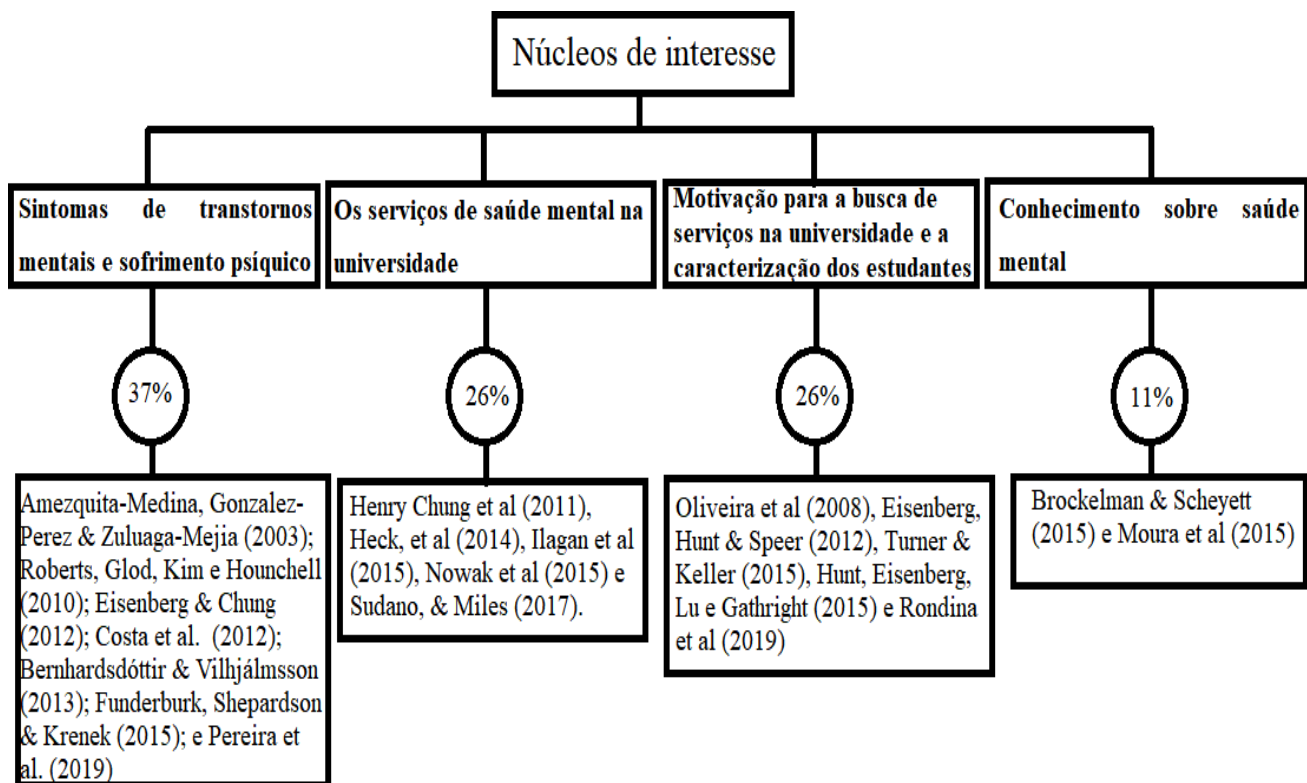 Núcleos de interesse
Sintomas de transtornos
mentais e sofrimento psíquico
Os serviços de saúde mental na
universidade
Motivação para a busca de
serviços na universidade e a
caracterização dos estudantes
Conhecimento sobre saúde
mental
37%
26%
26%
11%
Amezquita-Medina, Gonzalez-
Perez & Zuluaga-Mejia (2003);
Roberts, Glod, Kim e Hounchell
(2010); Eisenberg & Chung
(2012); Costa et al. (2012);
Bernhardsdóttir & Vilhjálmsson
(2013); Funderburk, Shepardson
& Krenek (2015); e Pereira et
al. (2019)
Henry Chung et al (2011),
Heck, et al (2014), Ilagan et al
(2015), Nowak et al (2015) e
Sudano, & Miles (2017).
Oliveira et al (2008), Eisenberg,
Hunt & Speer (2012), Turner &
Keller (2015), Hunt, Eisenberg,
Lu e Gathright (2015) e Rondina
et al (2019)
Brockelman & Scheyett
(2015) e Moura et al (2015)